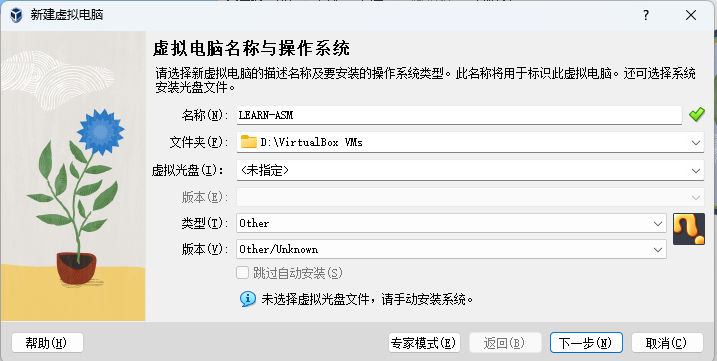 新建虚拟电脑
?
虚拟电脑名称与操作系统
请选择新虚拟电脑的描述名称及要安装的操作系统类型。此名称将用于标识此虚拟电脑。还可选择系统
安装光盘文件。
名称(N): LEARN-ASM
文件夹(F): D:\VirtualBox VMs
虚拟光盘(I): <未指定>
版本(E):
类型(T): Other
版本(V): Other/Unknown
跳过自动安装(S)
未选择虚拟光盘文件，请手动安装系统。
帮助(H) 专家模式(E) 返回(B) 下一步(N) 取消(C)